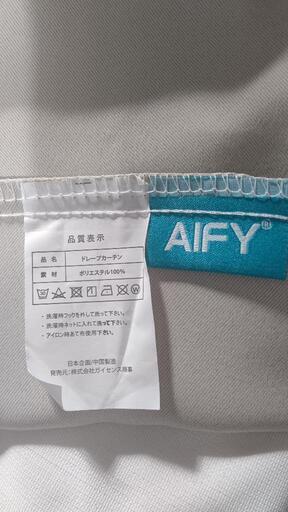 AIFY®
品質表示
品名 ドレープカーテン
素材 ポリエステル100%
・洗濯時フックを外して洗って下さい。
・洗濯時ネットに入れて洗って下さい。
・アイロン時あて布使用で下さい。
日本企画/中国製造
発売元：株式会社ガイセンス商事